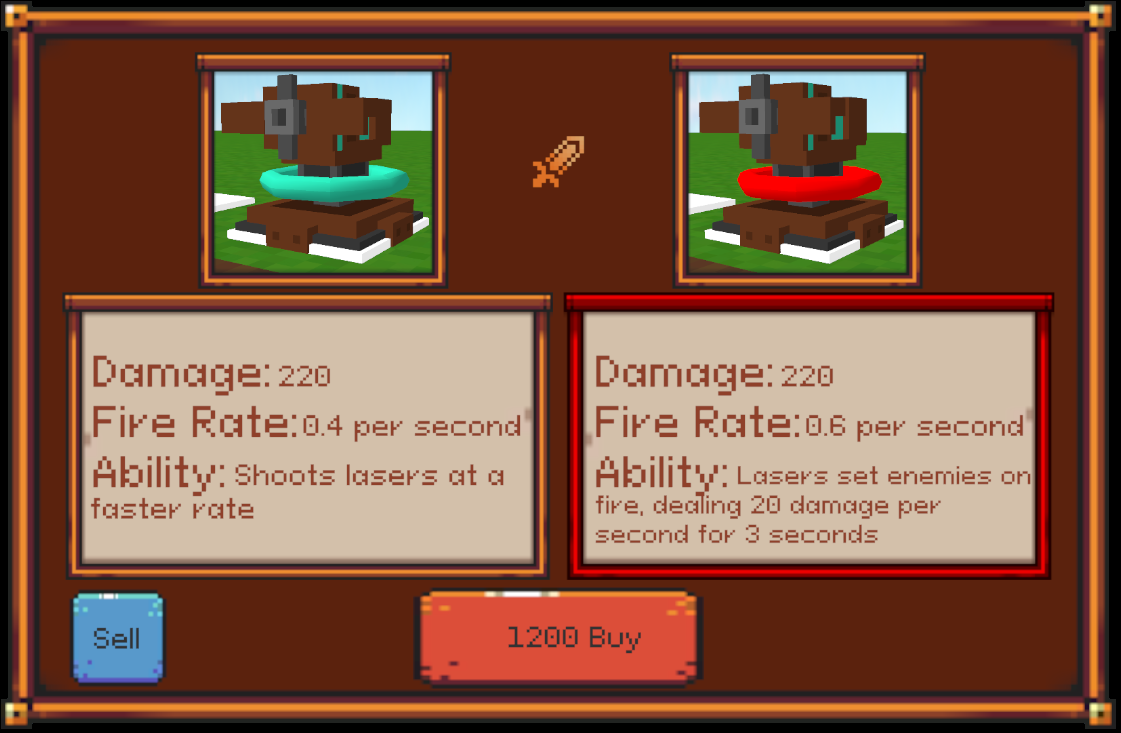 Damage: 220
Fire Rate: 0.4 per second
Ability: Shoots lasers at a
faster rate
Damage: 220
Fire Rate: 0.6 per second
Ability: Lasers set enemies on
fire, dealing 20 damage per
second for 3 seconds
Sell
1200 Buy